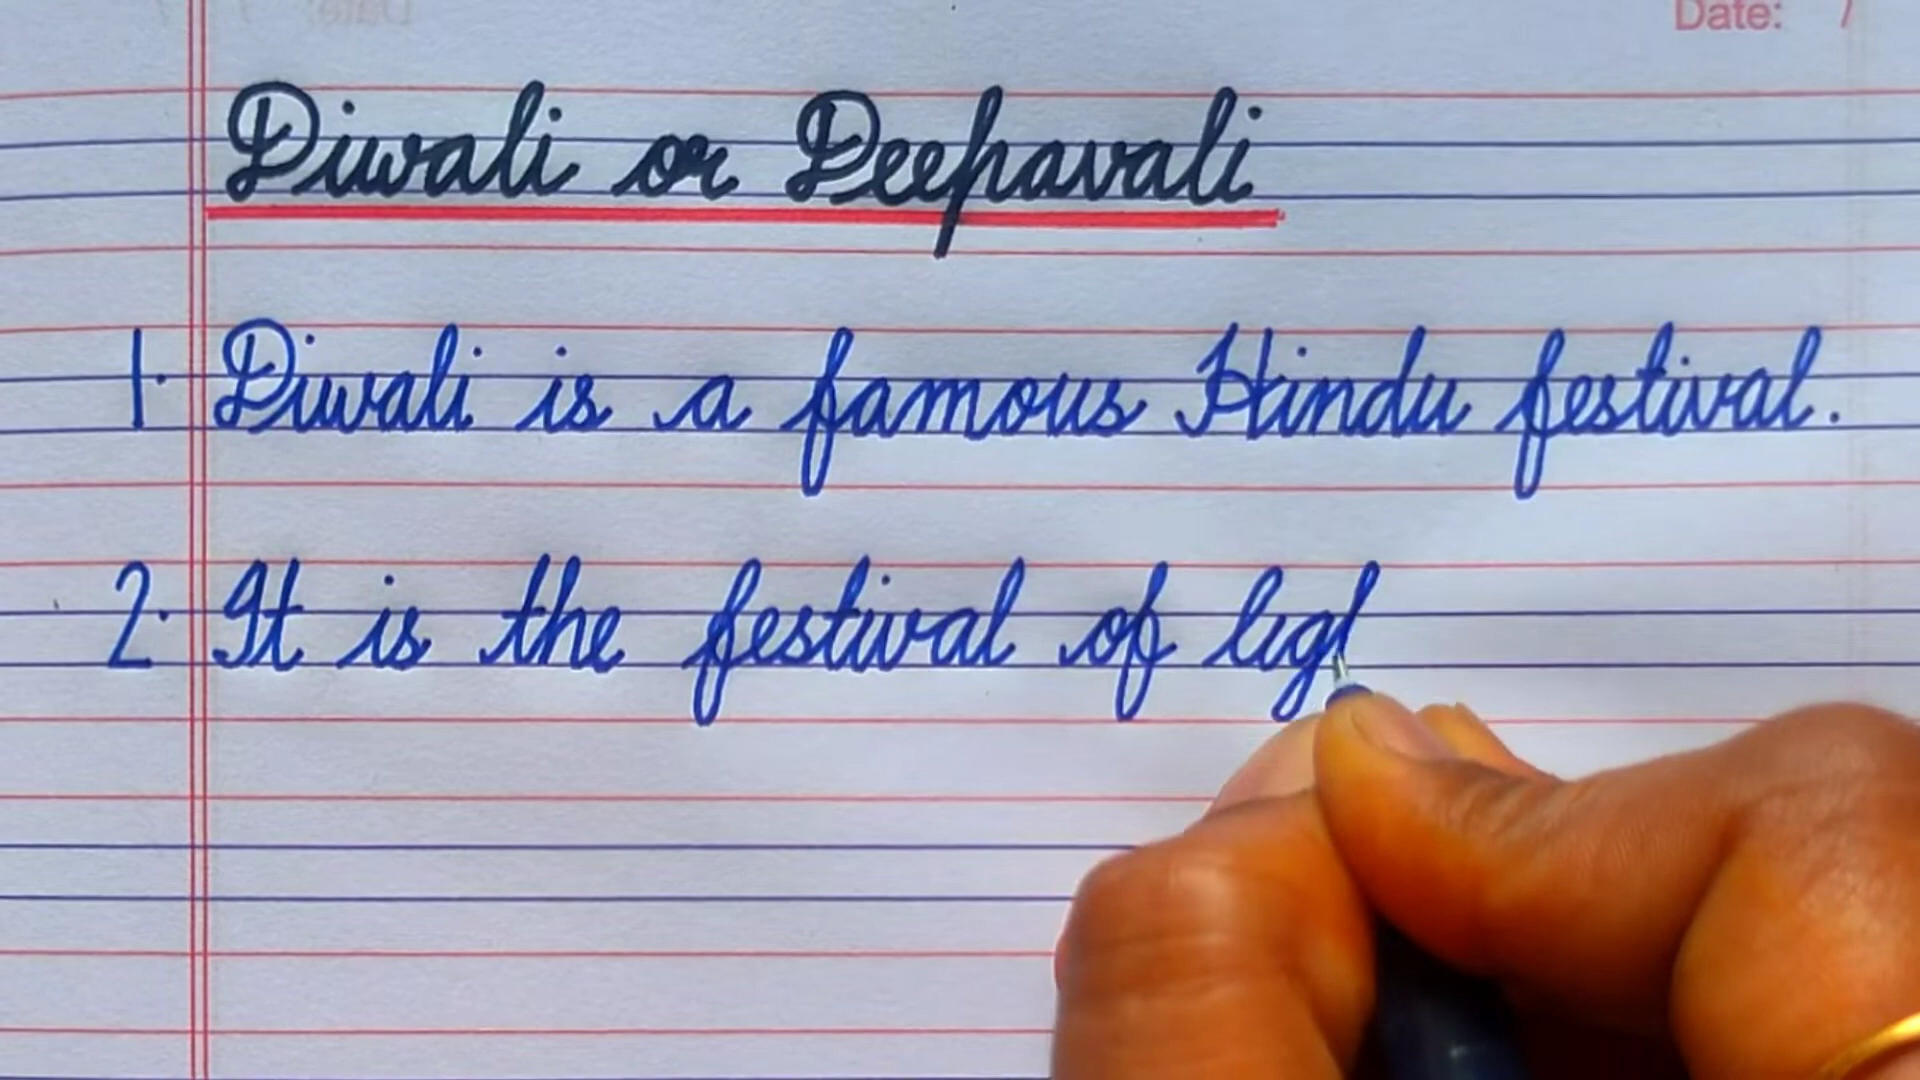 Date: /
Diwali or Deepavali
1. Diwali is a famous Hindu festival.
2. It is the festival of ligh